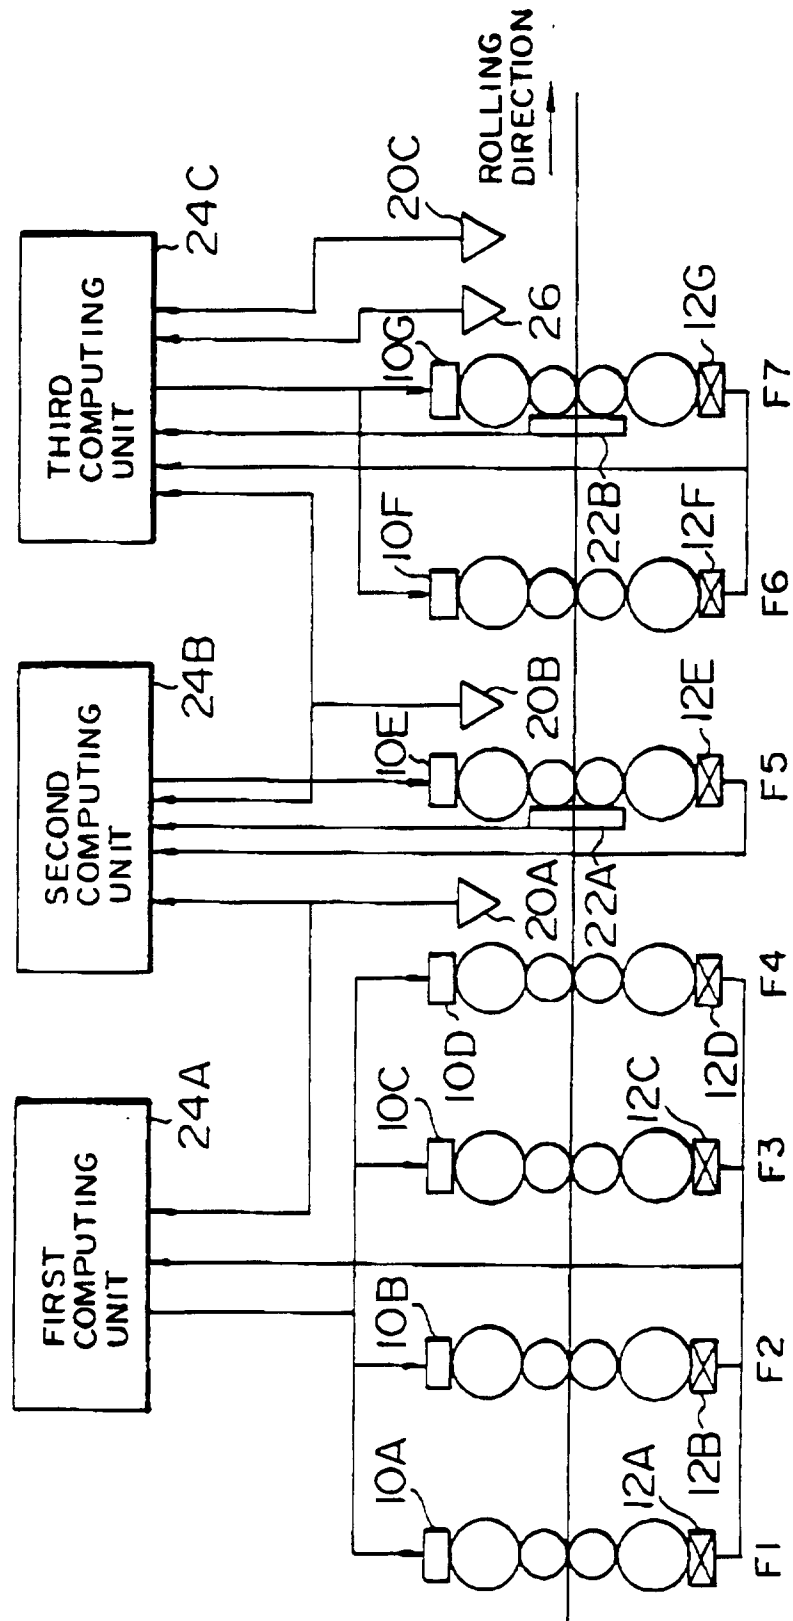 FIRST
COMPUTING
UNIT
24A
SECOND
COMPUTING
UNIT
24B
THIRD
COMPUTING
UNIT
24C
ROLLING
DIRECTION
10A
10B
10C
10D
20A
10E
20B
10F
10G
26
20C
22A
22B
12A
12B
12C
12D
12E
12F
12G
F1
F2
F3
F4
F5
F6
F7